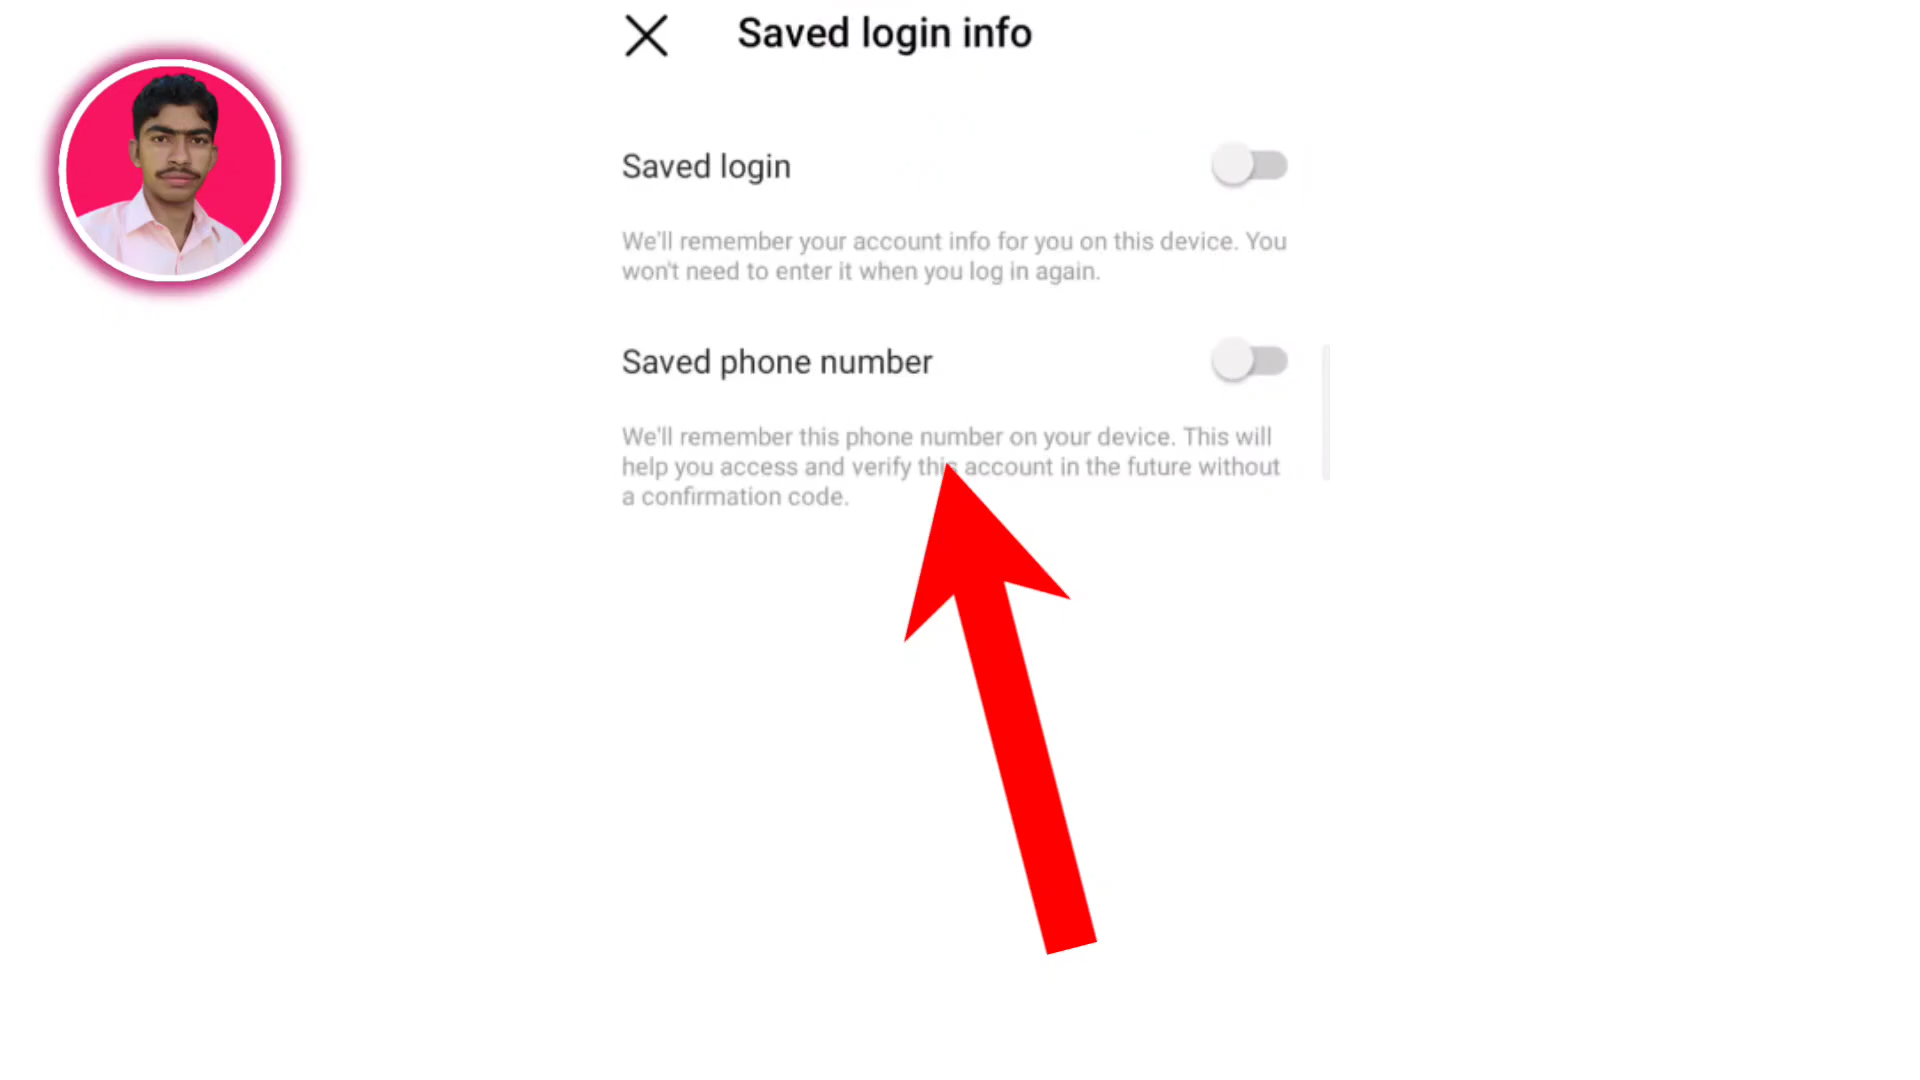 Saved login info
Saved login
We'll remember your account info for you on this device. You
won't need to enter it when you log in again.
Saved phone number
We'll remember this phone number on your device. This will
help you access and verify this account in the future without
a confirmation code.